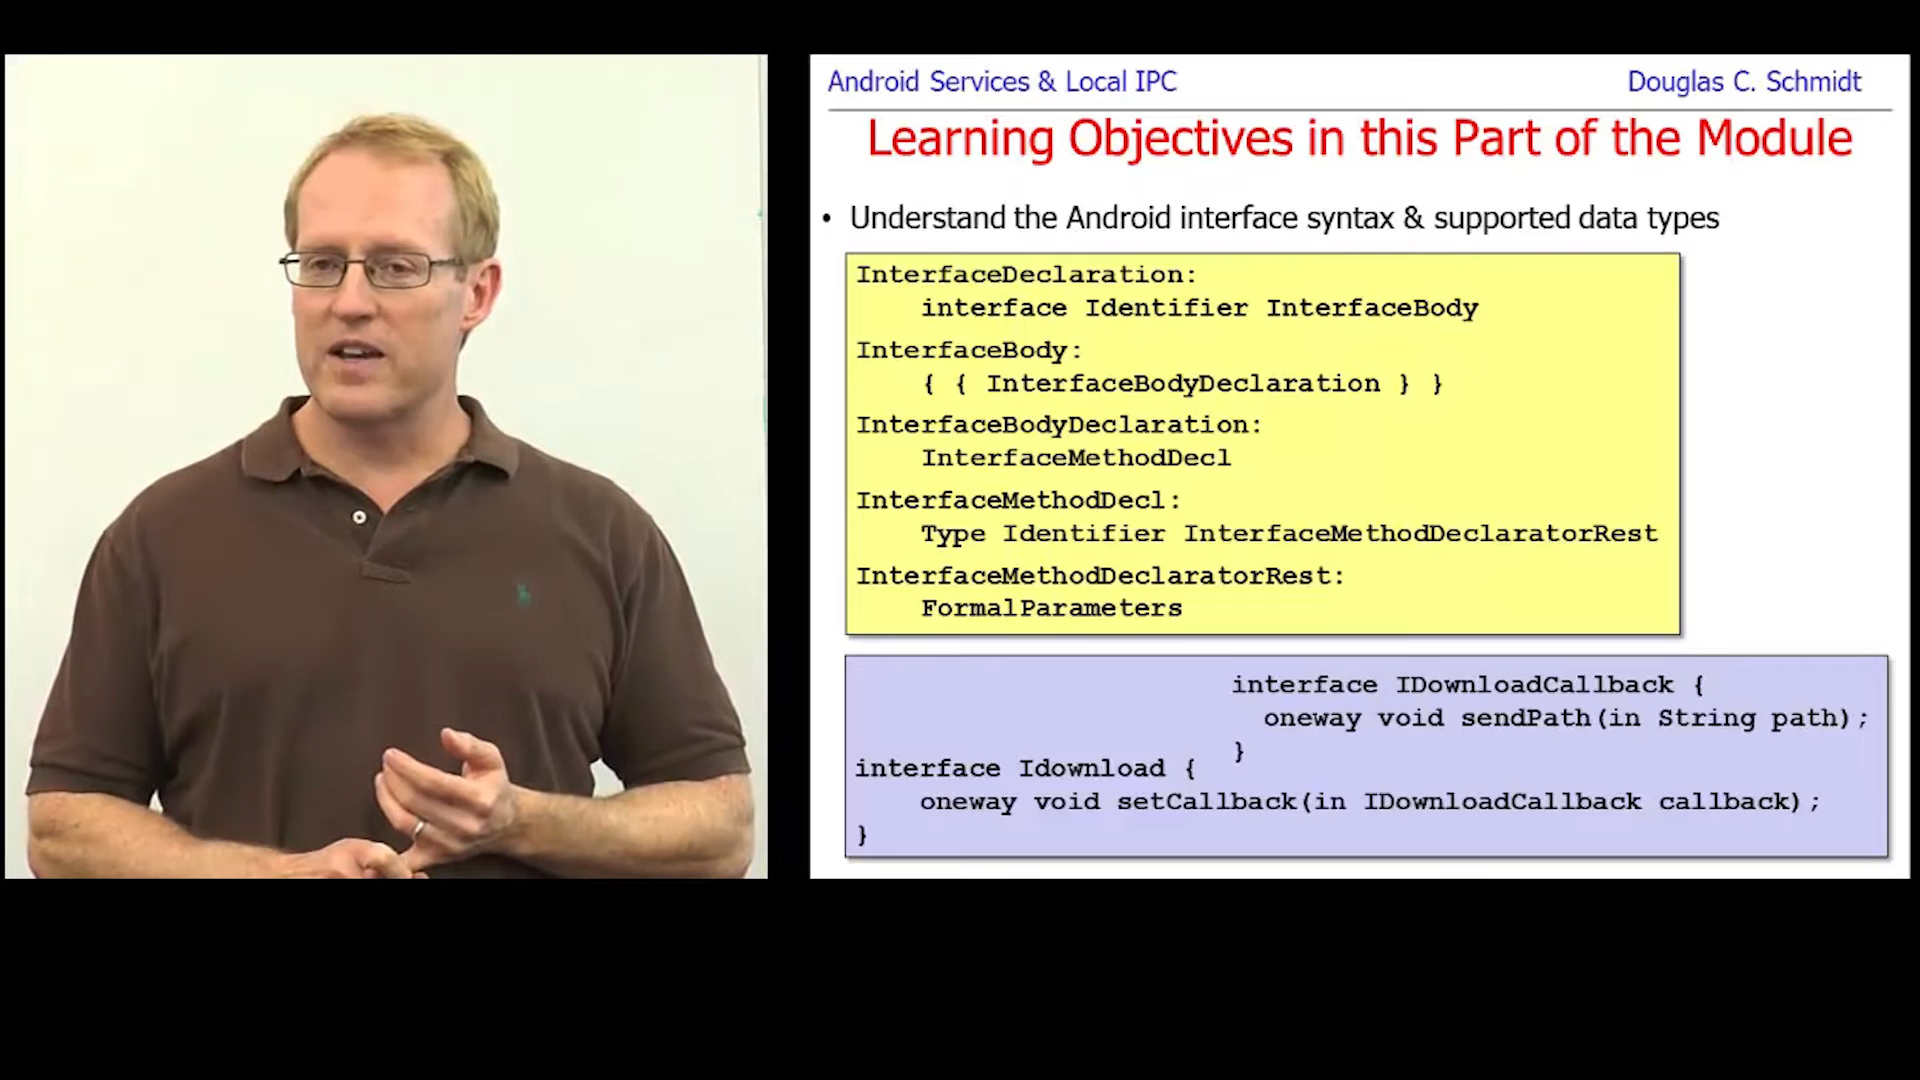 Android Services & Local IPC
Douglas C. Schmidt
Learning Objectives in this Part of the Module
• Understand the Android interface syntax & supported data types
InterfaceDeclaration:
interface Identifier InterfaceBody
InterfaceBody:
{ { InterfaceBodyDeclaration } }
InterfaceBodyDeclaration:
InterfaceMethodDecl
InterfaceMethodDecl:
Type Identifier InterfaceMethodDeclaratorRest
InterfaceMethodDeclaratorRest:
FormalParameters
interface IDownloadCallback {
oneway void sendPath(in String path);
}
interface Idownload {
oneway void setCallback(in IDownloadCallback callback);
}